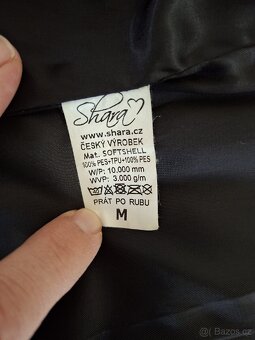 Shara
www.shara.cz
ČESKÝ VÝROBEK
Mat. SOFTSHELL
100% PES+TPU+100% PES
W/P: 10.000 mm
WVP: 3.000 g/m
PRÁT PO RUBU
M
© Bazos.cz